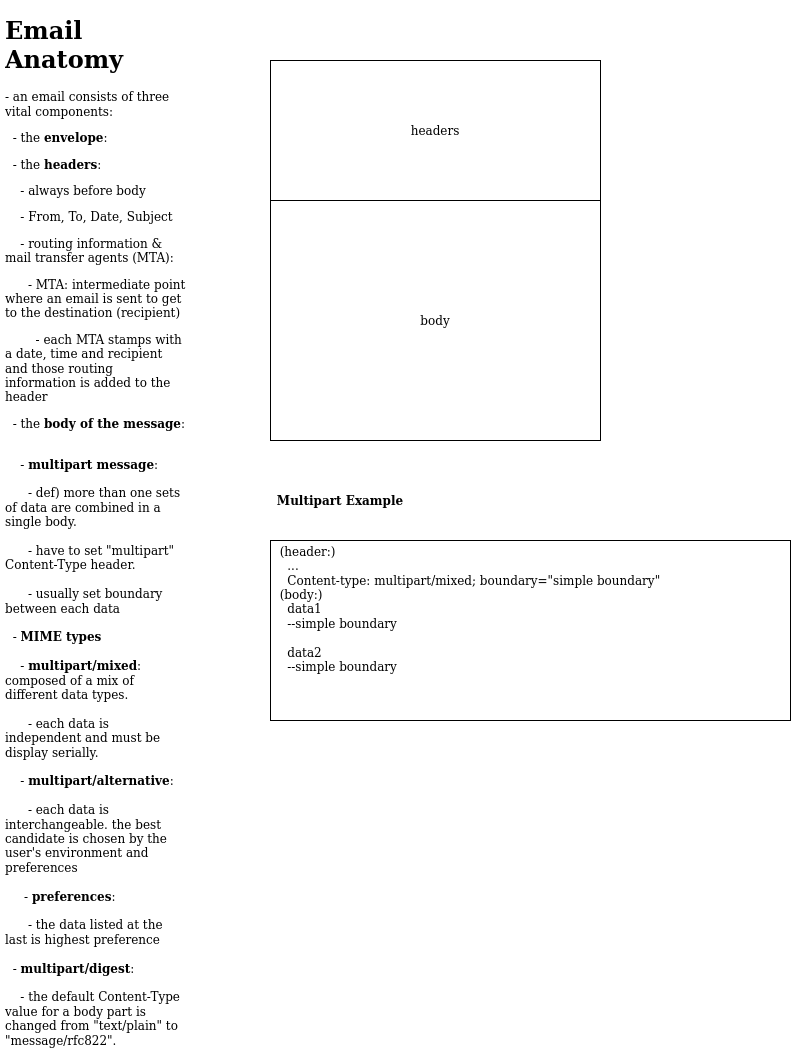 Email
Anatomy
- an email consists of three
vital components:
- the envelope:
- the headers:
- always before body
- From, To, Date, Subject
- routing information &
mail transfer agents (MTA):
- MTA: intermediate point
where an email is sent to get
to the destination (recipient)
- each MTA stamps with
a date, time and recipient
and those routing
information is added to the
header
- the body of the message:
- multipart message:
- def) more than one sets
of data are combined in a
single body.
- have to set "multipart"
Content-Type header.
- usually set boundary
between each data
- MIME types
- multipart/mixed:
composed of a mix of
different data types.
- each data is
independent and must be
display serially.
- multipart/alternative:
- each data is
interchangeable. the best
candidate is chosen by the
user's environment and
preferences
- preferences:
- the data listed at the
last is highest preference
- multipart/digest:
- the default Content-Type
value for a body part is
changed from "text/plain" to
"message/rfc822".
headers
body
Multipart Example
(header:)
...
Content-type: multipart/mixed; boundary="simple boundary"
(body:)
data1
--simple boundary
data2
--simple boundary